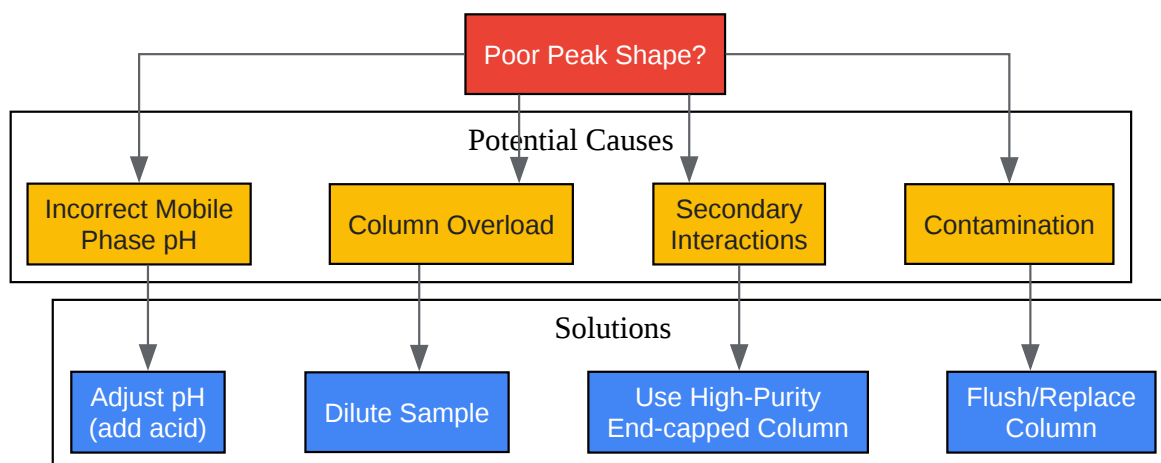 Poor Peak Shape?
Potential Causes
Incorrect Mobile
Phase pH
Column Overload
Secondary
Interactions
Contamination
Solutions
Adjust pH
(add acid)
Dilute Sample
Use High-Purity
End-capped Column
Flush/Replace
Column